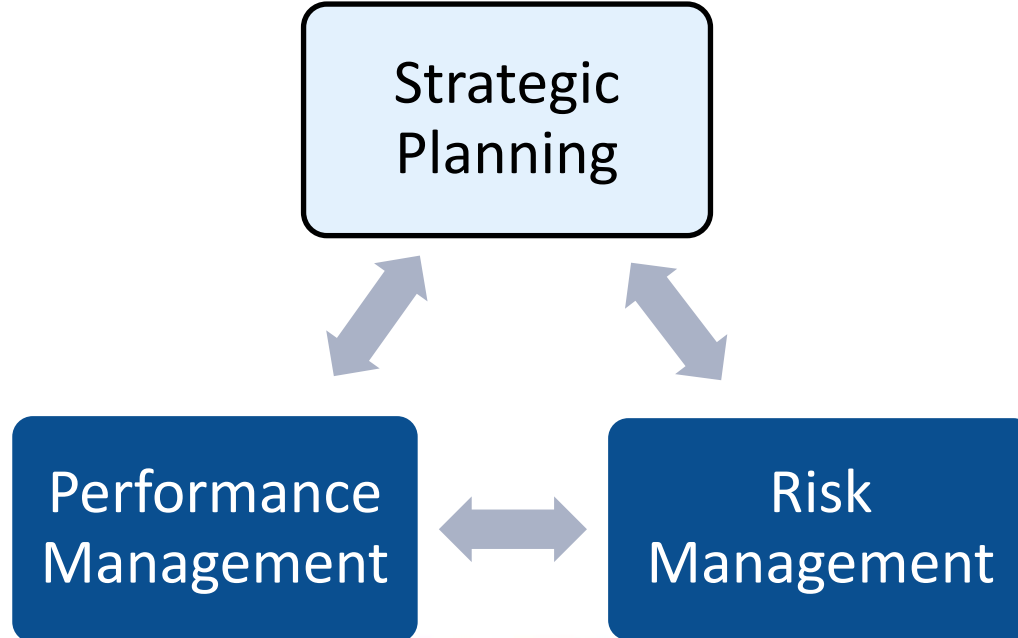 Strategic
Planning
Performance
Management
Risk
Management